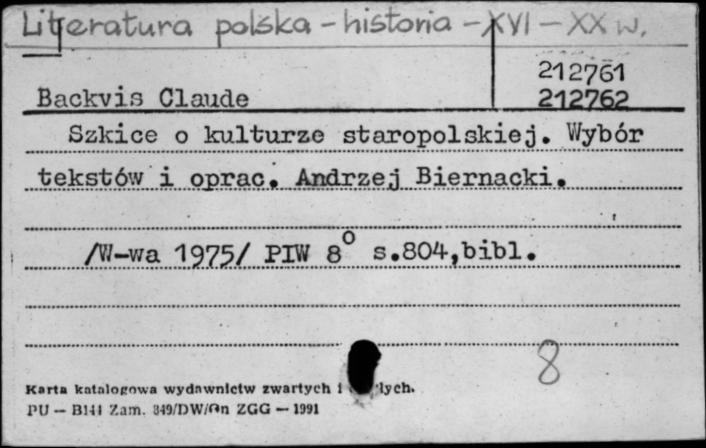 Literatura polska - historia - XVI - XX w.
212761
Backvis Claude 212762
Szkice o kulturze staropolskiej. Wybór
tekstów i oprac. Andrzej Biernacki.
/W-wa 1975/ PIW 8° s.804,bibl.
8
Karta katalogowa wydawnictw zwartych i
PU — B141 Zam. 349/DW/ ZGG — 1991